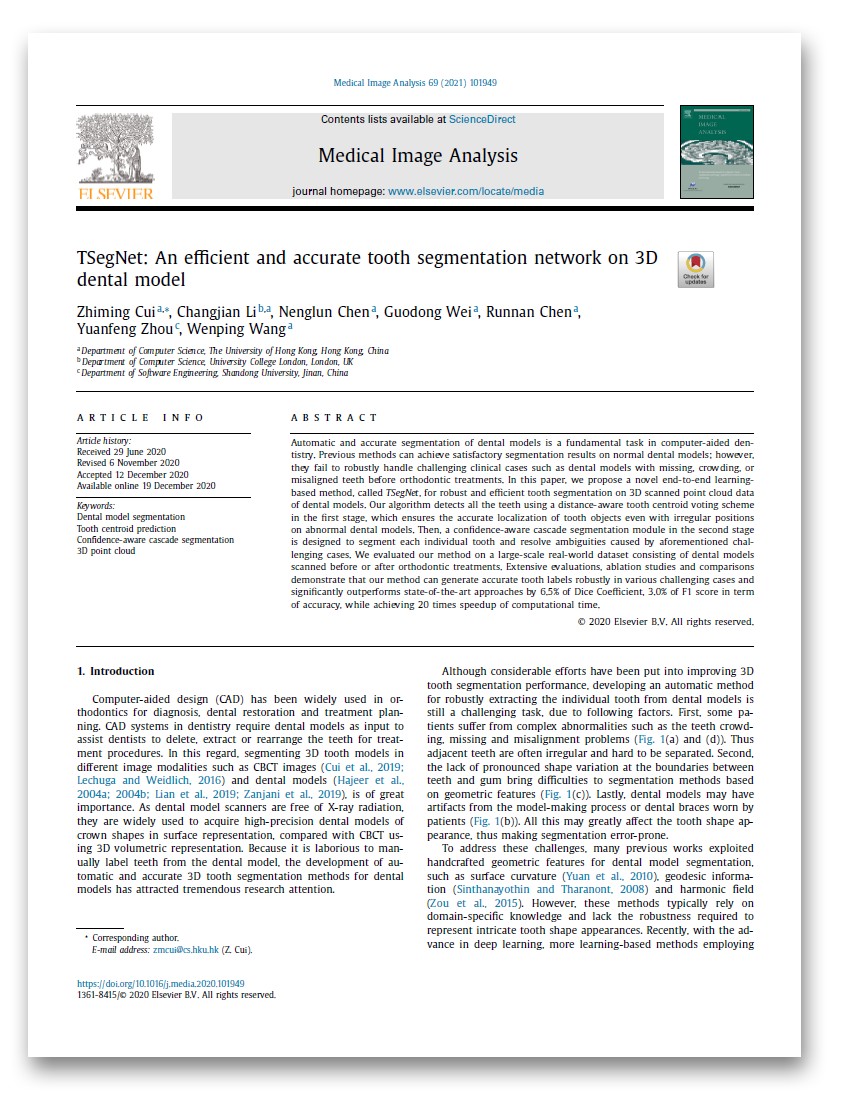 Medical Image Analysis 69 (2021) 101949
Contents lists available at ScienceDirect
Medical Image Analysis
journal homepage: www.elsevier.com/locate/media
ELSEVIER
MEDICAL
IMAGE
ANALYSIS
TSegNet: An efficient and accurate tooth segmentation network on 3D
dental model
Check for
updates
Zhiming Cui a,*, Changjian Li b,a, Nenglun Chen a, Guodong Wei a, Runnan Chen a,
Yuanfeng Zhou c, Wenping Wang a
a Department of Computer Science, The University of Hong Kong, Hong Kong, China
b Department of Computer Science, University College London, London, UK
c Department of Software Engineering, Shandong University, Jinan, China
ARTICLE INFO
Article history:
Received 29 June 2020
Revised 6 November 2020
Accepted 12 December 2020
Available online 19 December 2020
Keywords:
Dental model segmentation
Tooth centroid prediction
Confidence-aware cascade segmentation
3D point cloud
ABSTRACT
Automatic and accurate segmentation of dental models is a fundamental task in computer-aided den-
tistry. Previous methods can achieve satisfactory segmentation results on normal dental models; however,
they fail to robustly handle challenging clinical cases such as dental models with missing, crowding, or
misaligned teeth before orthodontic treatments. In this paper, we propose a novel end-to-end learning-
based method, called TSegNet, for robust and efficient tooth segmentation on 3D scanned point cloud data
of dental models. Our algorithm detects all the teeth using a distance-aware tooth centroid voting scheme
in the first stage, which ensures the accurate localization of tooth objects even with irregular positions
on abnormal dental models. Then, a confidence-aware cascade segmentation module in the second stage
is designed to segment each individual tooth and resolve ambiguities caused by aforementioned chal-
lenging cases. We evaluated our method on a large-scale real-world dataset consisting of dental models
scanned before or after orthodontic treatments. Extensive evaluations, ablation studies and comparisons
demonstrate that our method can generate accurate tooth labels robustly in various challenging cases and
significantly outperforms state-of-the-art approaches by 6.5% of Dice Coefficient, 3.0% of F1 score in term
of accuracy, while achieving 20 times speedup of computational time.
© 2020 Elsevier B.V. All rights reserved.
1. Introduction
Computer-aided design (CAD) has been widely used in or-
thodontics for diagnosis, dental restoration and treatment plan-
ning. CAD systems in dentistry require dental models as input to
assist dentists to delete, extract or rearrange the teeth for treat-
ment procedures. In this regard, segmenting 3D tooth models in
different image modalities such as CBCT images (Cui et al., 2019;
Lechuga and Weidlich, 2016) and dental models (Hajeer et al.,
2004a; 2004b; Lian et al., 2019; Zanjani et al., 2019), is of great
importance. As dental model scanners are free of X-ray radiation,
they are widely used to acquire high-precision dental models of
crown shapes in surface representation, compared with CBCT us-
ing 3D volumetric representation. Because it is laborious to man-
ually label teeth from the dental model, the development of au-
tomatic and accurate 3D tooth segmentation methods for dental
models has attracted tremendous research attention.
* Corresponding author.
E-mail address: zmcui@cs.hku.hk (Z. Cui).
Although considerable efforts have been put into improving 3D
tooth segmentation performance, developing an automatic method
for robustly extracting the individual tooth from dental models is
still a challenging task, due to following factors. First, some pa-
tients suffer from complex abnormalities such as the teeth crowd-
ing, missing and misalignment problems (Fig. 1(a) and (d)). Thus
adjacent teeth are often irregular and hard to be separated. Second,
the lack of pronounced shape variation at the boundaries between
teeth and gum bring difficulties to segmentation methods based
on geometric features (Fig. 1(c)). Lastly, dental models may have
artifacts from the model-making process or dental braces worn by
patients (Fig. 1(b)). All this may greatly affect the tooth shape ap-
pearance, thus making segmentation error-prone.
To address these challenges, many previous works exploited
handcrafted geometric features for dental model segmentation,
such as surface curvature (Yuan et al., 2010), geodesic informa-
tion (Sinthanayothin and Tharanont, 2008) and harmonic field
(Zou et al., 2015). However, these methods typically rely on
domain-specific knowledge and lack the robustness required to
represent intricate tooth shape appearances. Recently, with the ad-
vance in deep learning, more learning-based methods employing
https://doi.org/10.1016/j.media.2020.101949
1361-8415/© 2020 Elsevier B.V. All rights reserved.